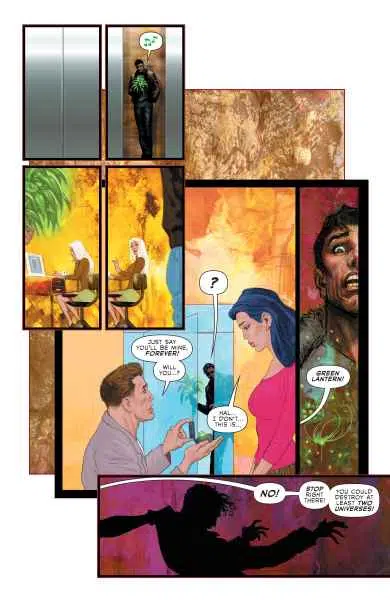 ?
JUST SAY
YOU'LL BE MINE,
FOREVER!
WILL
YOU...?
HAL...
I DON'T...
THIS IS...
GREEN
LANTERN!
NO!
STOP
RIGHT
THERE!
YOU COULD
DESTROY AT
LEAST TWO
UNIVERSES!